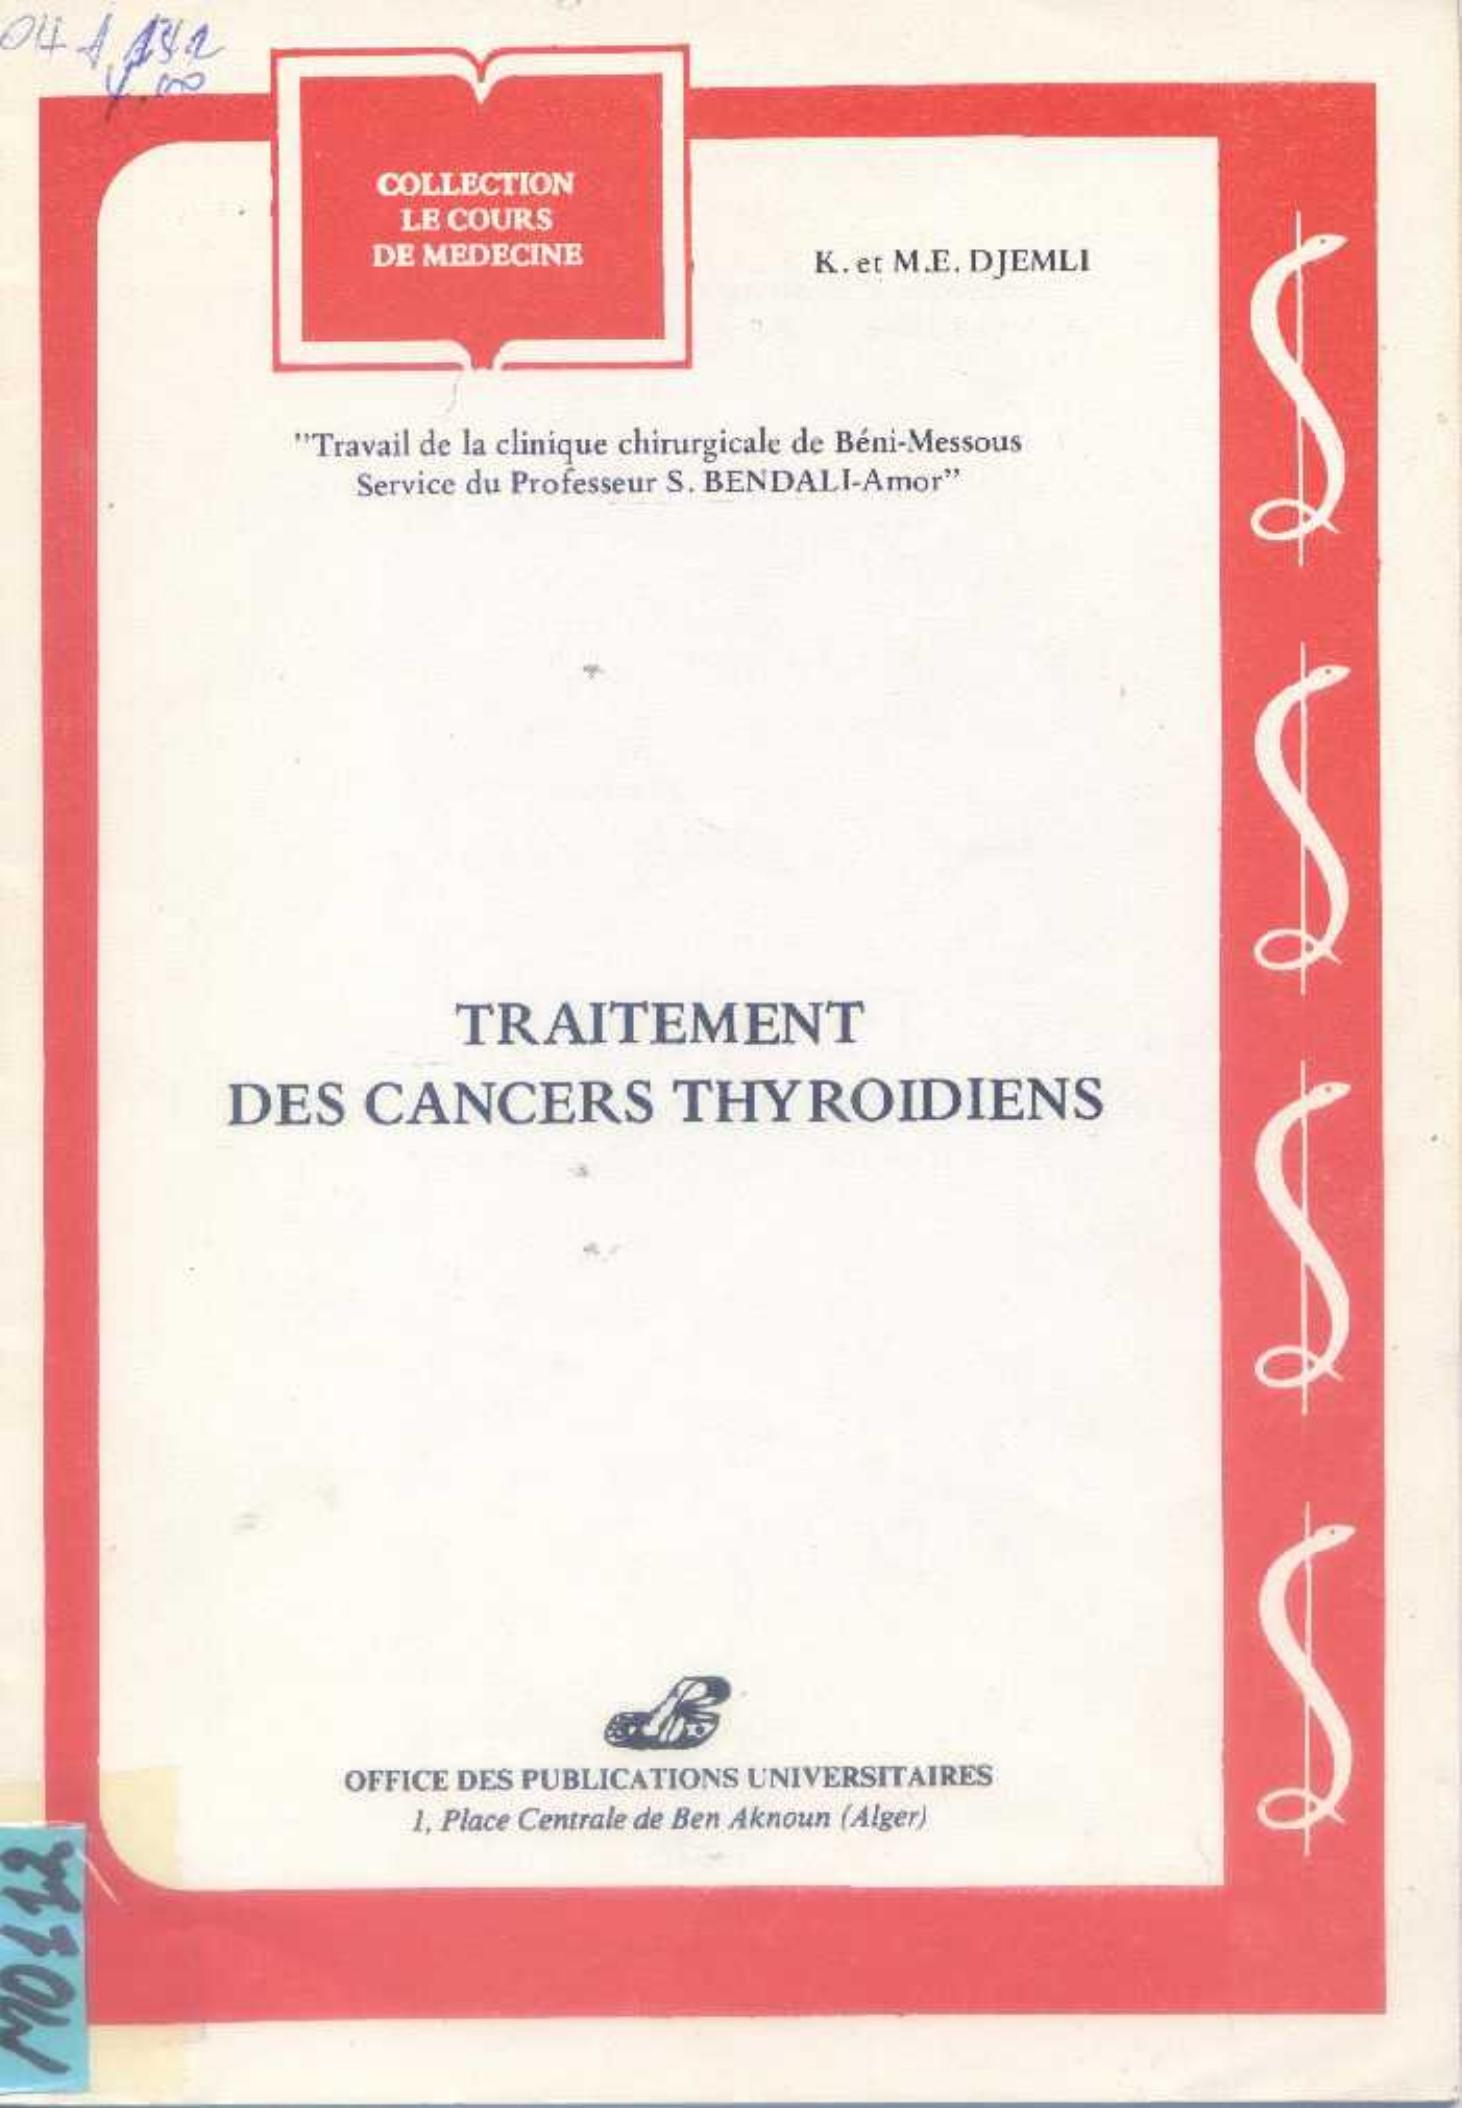 COLLECTION
LE COURS
DE MEDECINE
K. et M.E. DJEMLI
"Travail de la clinique chirurgicale de Béni-Messous
Service du Professeur S. BENDALI-Amor"
TRAITEMENT
DES CANCERS THYROIDIENS
OFFICE DES PUBLICATIONS UNIVERSITAIRES
1, Place Centrale de Ben Aknoun (Alger)